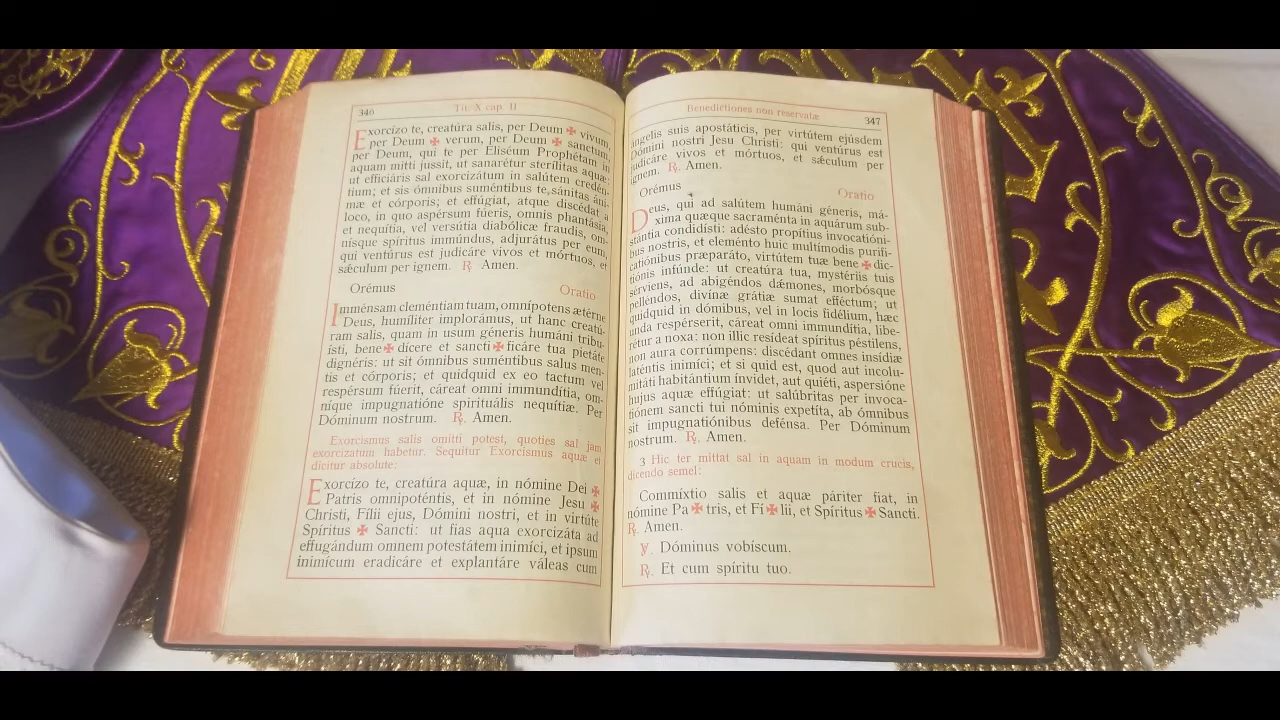 346 Tit. X cap. II
Exorcízo te, creatúra salis, per Deum ✠ vivum,
per Deum ✠ verum, per Deum ✠ sanctum,
per Deum, qui te per Eliséum Prophétam in
aquam mitti jussit, ut sanarétur sterílitas aquæ:
ut efficiáris sal exorcizátum in salútem credén-
tium; et sis ómnibus suméntibus te, sánitas áni-
mæ et córporis; et effúgiat, atque discédat a
loco, in quo aspérsum fúeris, omnis phantásia,
et nequítia, vel versútia diabólicæ fraudis, om-
nísque spíritus immúndus, adjurátus per eum,
qui ventúrus est judicáre vivos et mórtuos, et
sæculum per ignem. ℟. Amen.
Orémus Oratio
Imménsam cleméntiam tuam, omnípotens ætérne
Deus, humíliter implorámus, ut hanc creatú-
ram salis, quam in usum géneris humáni tribu-
ísti, bene ✠ dícere et sancti ✠ ficáre tua pietáte
dignéris: ut sit ómnibus suméntibus salus men-
tis et córporis; et quidquid ex eo tactum vel
respérsum fúerit, cáreat omni immundítia, om-
níque impugnatióne spirituális nequítiæ. Per
Dóminum nostrum. ℟. Amen.
Exorcismus salis omitti potest, quoties sal jam
exorcizatum habetur. Sequitur Exorcismus aquæ et
dicitur absolute:
Exorcízo te, creatúra aquæ, in nómine Dei ✠
Patris omnipoténtis, et in nómine Jesu ✠
Christi, Fílii ejus, Dómini nostri, et in virtúte
Spíritus ✠ Sancti: ut fias aqua exorcizáta ad
effugándum omnem potestátem inimíci, et ipsum
inimícum eradicáre et explantáre váleas cum
Benedictiones non reservatæ 347
ángelis suis apostáticis, per virtútem ejúsdem
Dómini nostri Jesu Christi: qui ventúrus est
judicáre vivos et mórtuos, et sæculum per
ignem. ℟. Amen.
Orémus Oratio
Deus, qui ad salútem humáni géneris, má-
xima quæque sacraménta in aquárum sub-
stántia condidísti: adésto propítius invocatióni-
bus nostris, et eleménto huic multímodis purifi-
catiónibus præparáto, virtútem tuæ bene ✠ dic-
tiónis infúnde: ut creatúra tua, mystériis tuis
sérviens, ad abigéndos dǽmones, morbósque
pelléndos, divínæ grátiæ sumat efféctum; ut
quidquid in dómibus, vel in locis fidélium, hæc
unda respérserit, cáreat omni immundítia, libe-
rétur a noxa: non illic resídeat spíritus péstilens,
non aura corrúmpens: discédant omnes insídiæ
laténtis inimíci; et si quid est, quod aut incolu-
mitáti habitántium ínvidet, aut quiéti, aspersióne
hujus aquæ effúgiat: ut salúbritas per invoca-
tiónem sancti tui nóminis expetíta, ab ómnibus
sit impugnatiónibus defénsa. Per Dóminum
nostrum. ℟. Amen.
3 Hic ter mittat sal in aquam in modum crucis,
dicendo semel:
Commíxtio salis et aquæ páriter fiat, in
nómine Pa ✠ tris, et Fí ✠ lii, et Spíritus ✠ Sancti.
℟. Amen.
℣. Dóminus vobíscum.
℟. Et cum spíritu tuo.